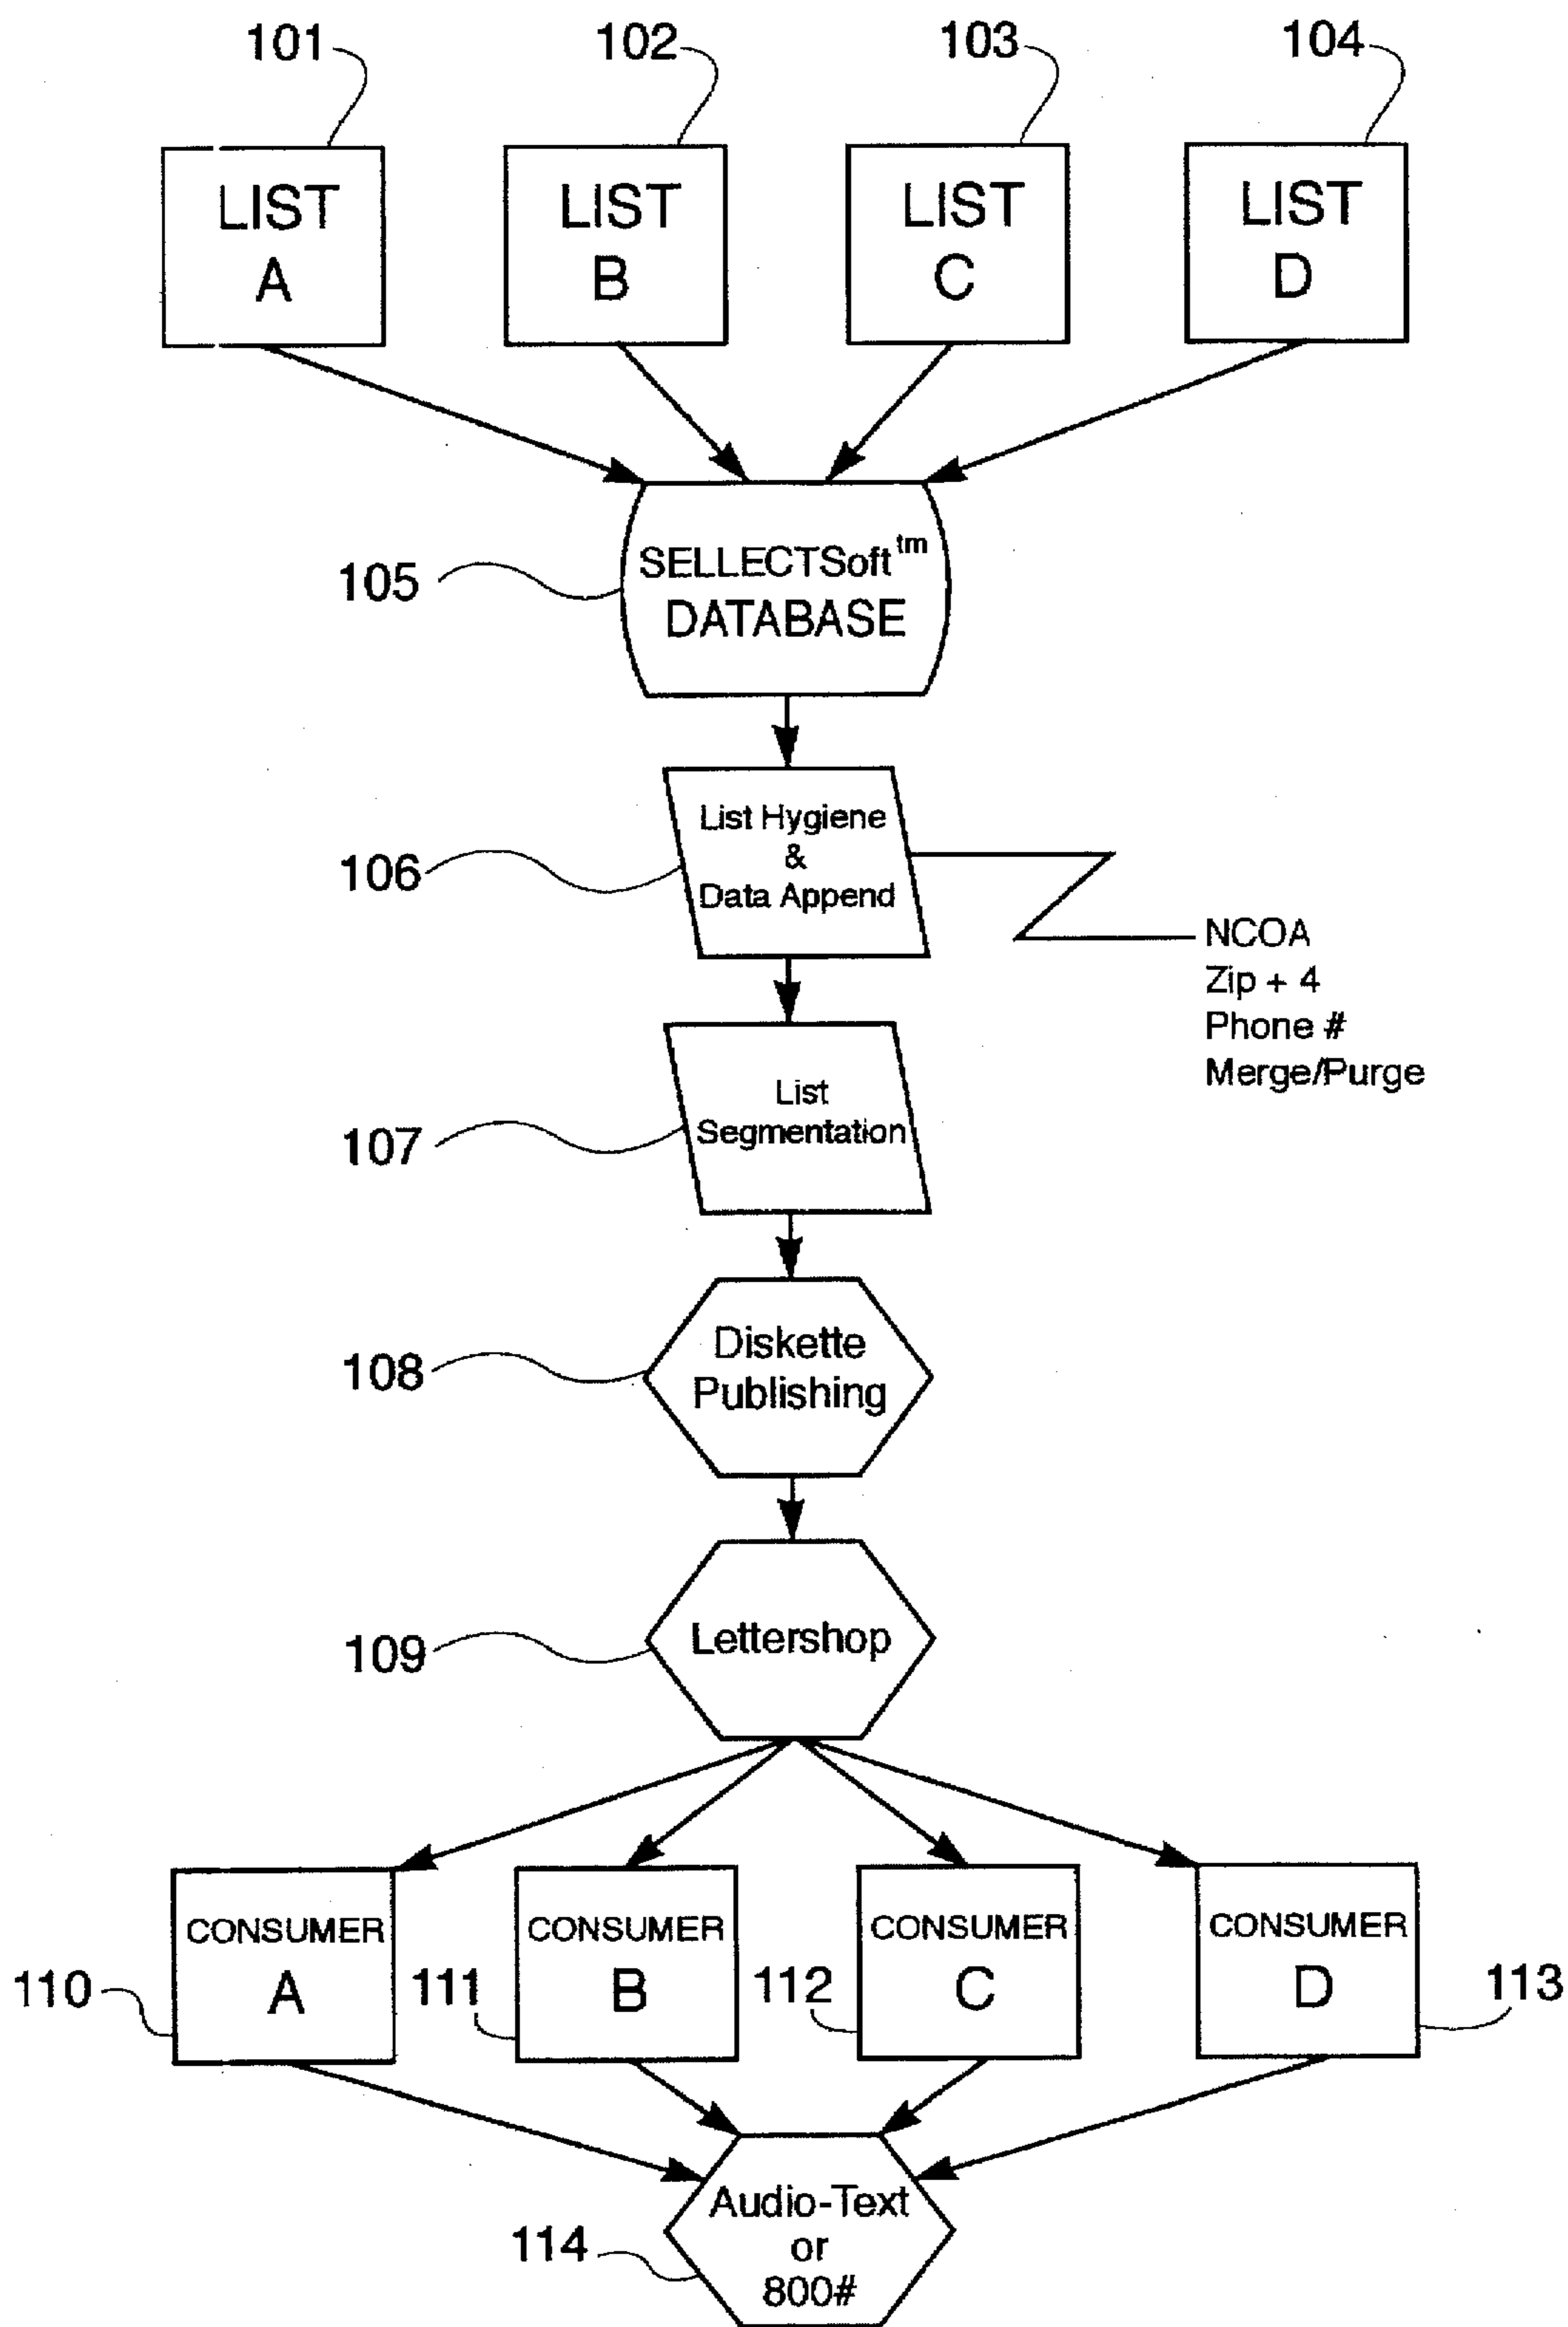 101
102
103
104
LIST
A
LIST
B
LIST
C
LIST
D
105
SELLECTSoft™
DATABASE
106
List Hygiene
&
Data Append
NCOA
Zip + 4
Phone #
Merge/Purge
107
List
Segmentation
108
Diskette
Publishing
109
Lettershop
110
CONSUMER
A
111
CONSUMER
B
112
CONSUMER
C
113
CONSUMER
D
114
Audio-Text
or
800#